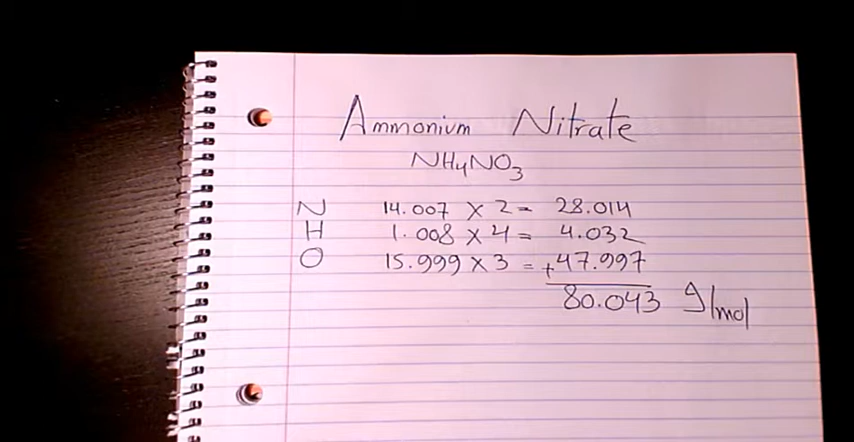 Ammonium Nitrate
NH4NO3
N 14.007 × 2 = 28.014
H 1.008 × 4 = 4.032
O 15.999 × 3 = +47.997
80.043 g/mol